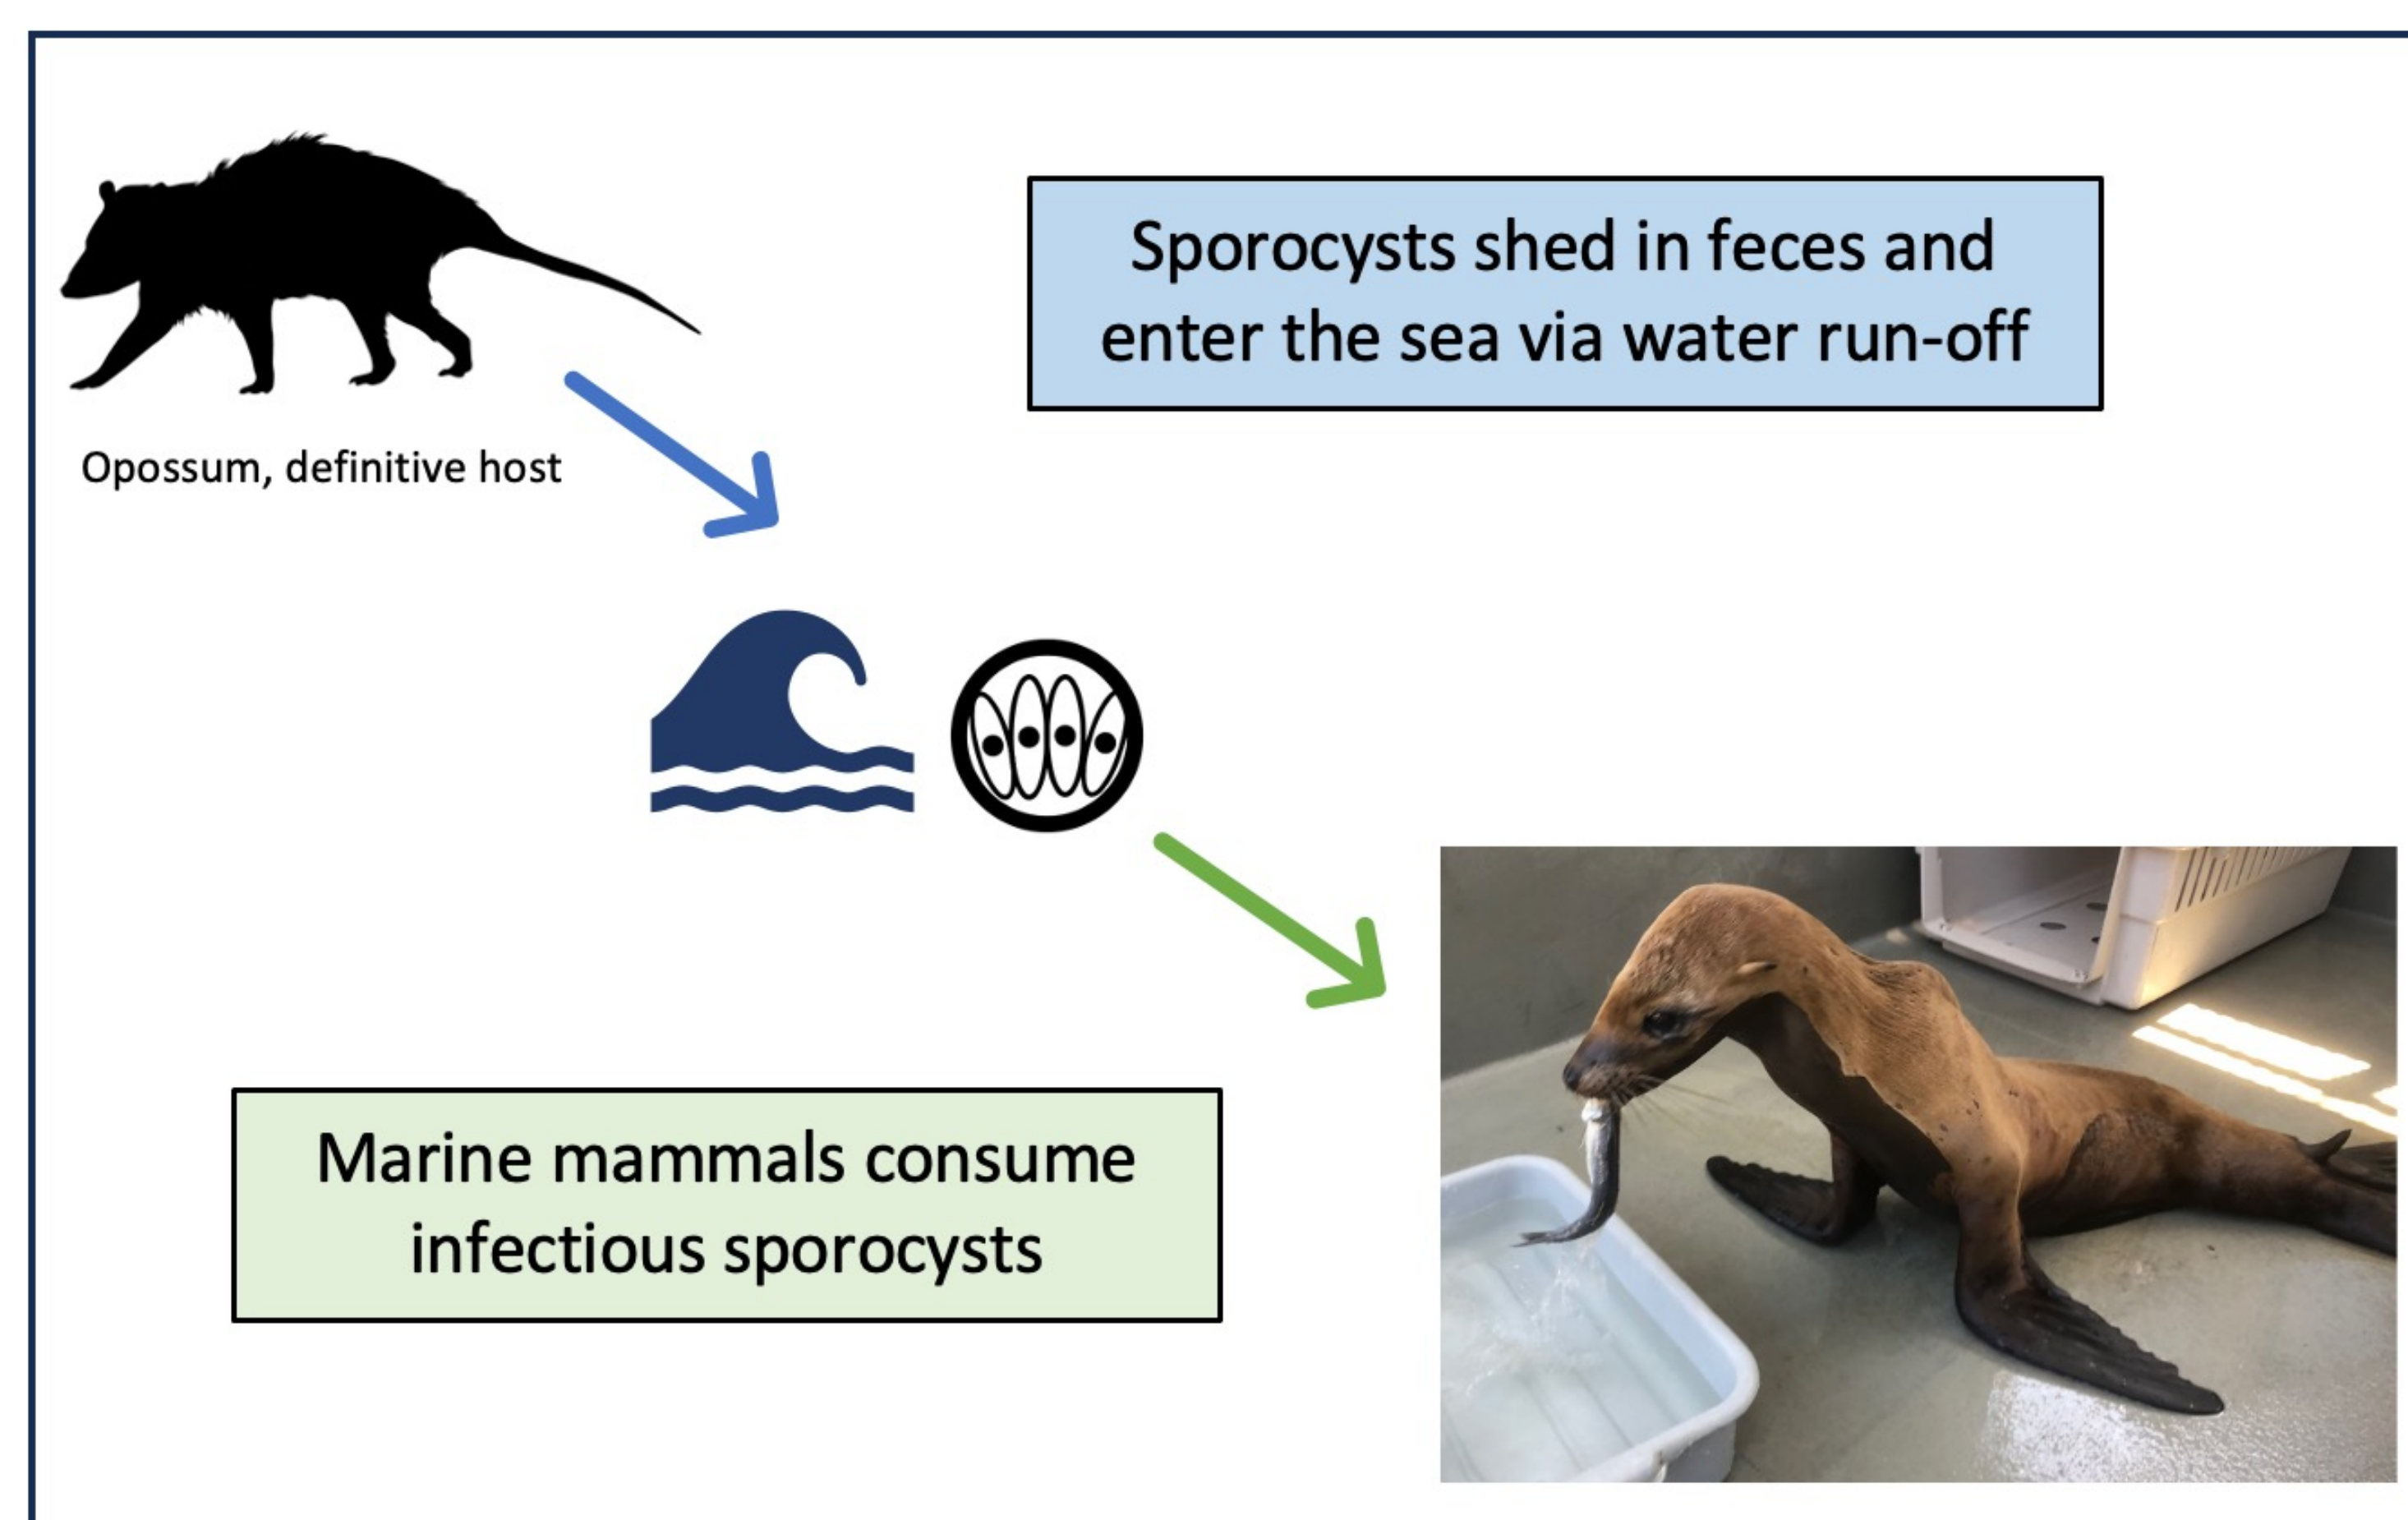 Sporocysts shed in feces and
enter the sea via water run-off
Opossum, definitive host
Marine mammals consume
infectious sporocysts